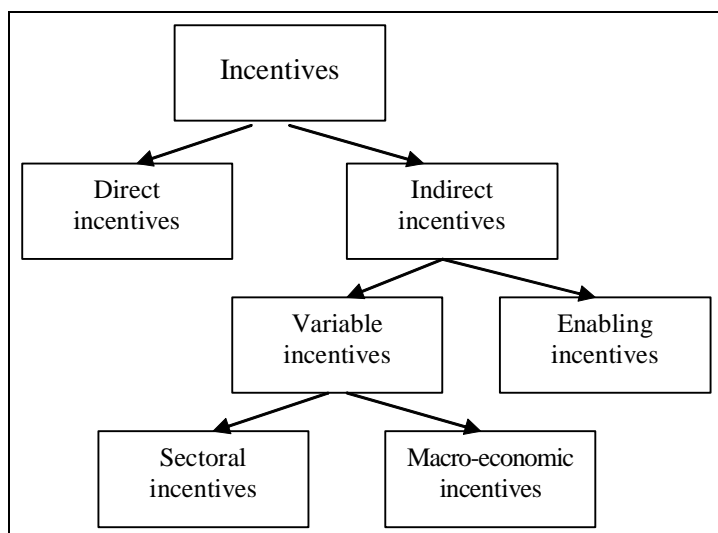 Incentives
Direct
incentives
Indirect
incentives
Variable
incentives
Enabling
incentives
Sectoral
incentives
Macro-economic
incentives